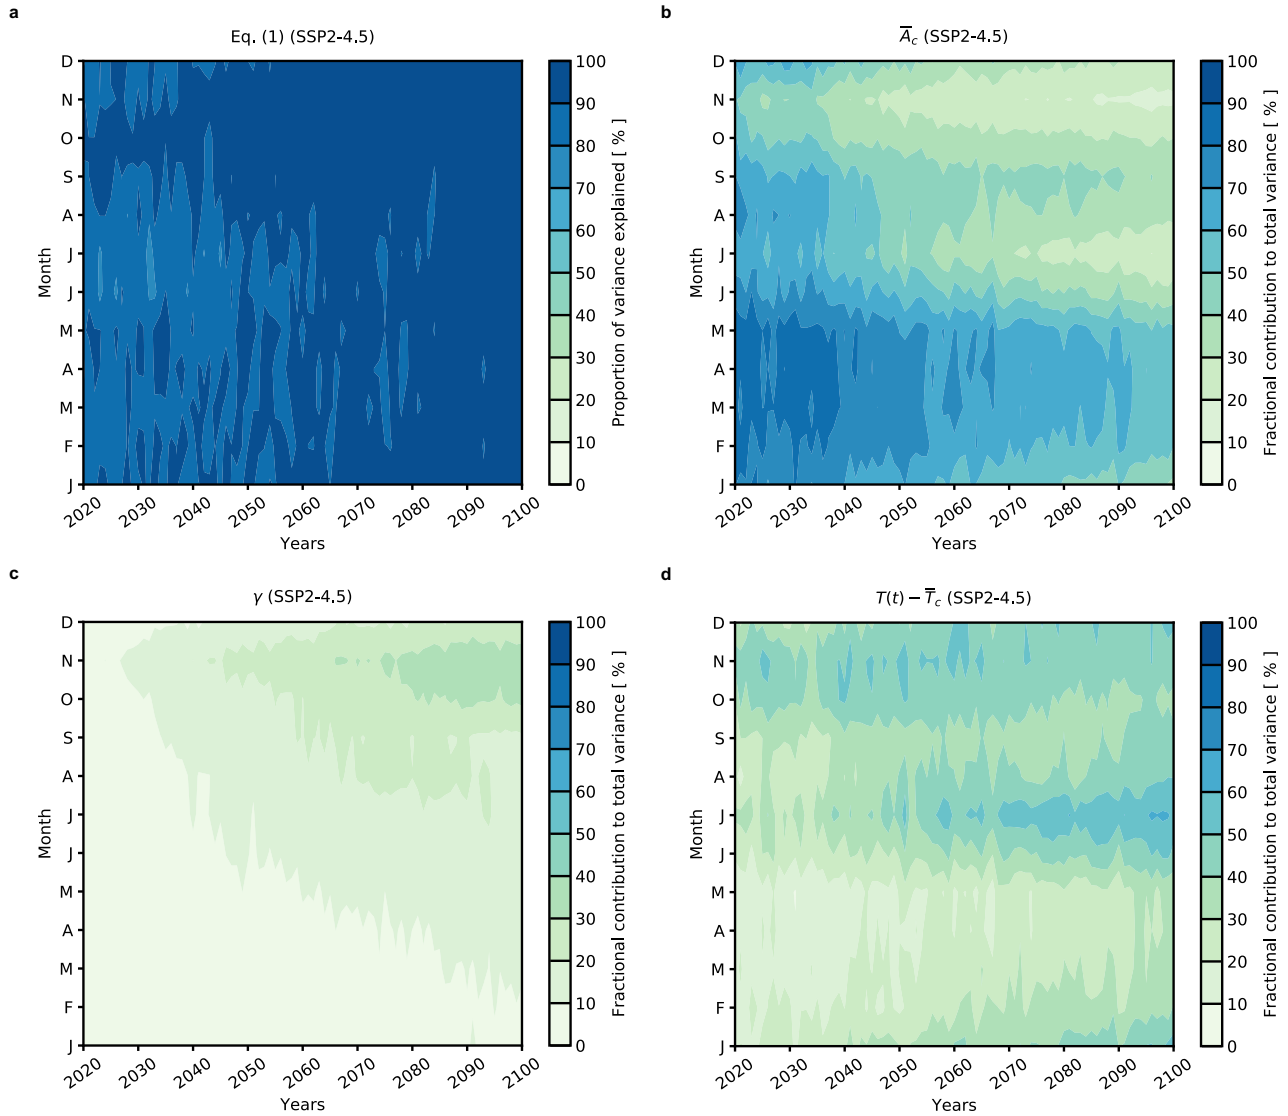 a
Eq. (1) (SSP2-4.5)
D
N
O
S
A
J
J
M
A
M
F
J
Month
2020
2030
2040
2050
2060
2070
2080
2090
2100
Years
100
90
80
70
60
50
40
30
20
10
0
Proportion of variance explained [ % ]
b
A̅c (SSP2-4.5)
D
N
O
S
A
J
J
M
A
M
F
J
Month
2020
2030
2040
2050
2060
2070
2080
2090
2100
Years
100
90
80
70
60
50
40
30
20
10
0
Fractional contribution to total variance [ % ]
c
γ (SSP2-4.5)
D
N
O
S
A
J
J
M
A
M
F
J
Month
2020
2030
2040
2050
2060
2070
2080
2090
2100
Years
100
90
80
70
60
50
40
30
20
10
0
Fractional contribution to total variance [ % ]
d
T(t) − T̅c (SSP2-4.5)
D
N
O
S
A
J
J
M
A
M
F
J
Month
2020
2030
2040
2050
2060
2070
2080
2090
2100
Years
100
90
80
70
60
50
40
30
20
10
0
Fractional contribution to total variance [ % ]